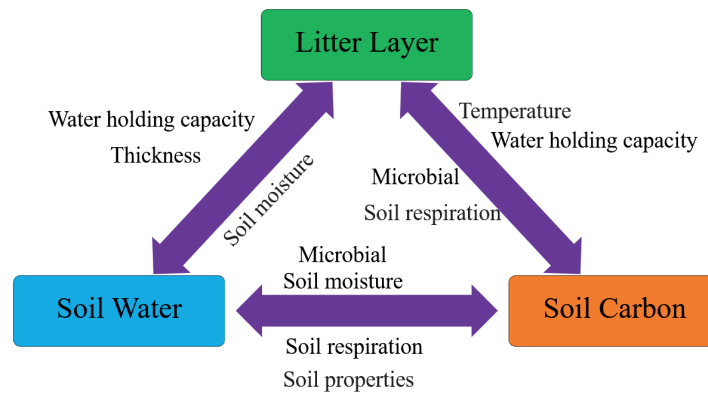 Litter Layer
Water holding capacity
Thickness
Soil moisture
Temperature
Water holding capacity
Microbial
Soil respiration
Soil Water
Microbial
Soil moisture
Soil respiration
Soil properties
Soil Carbon